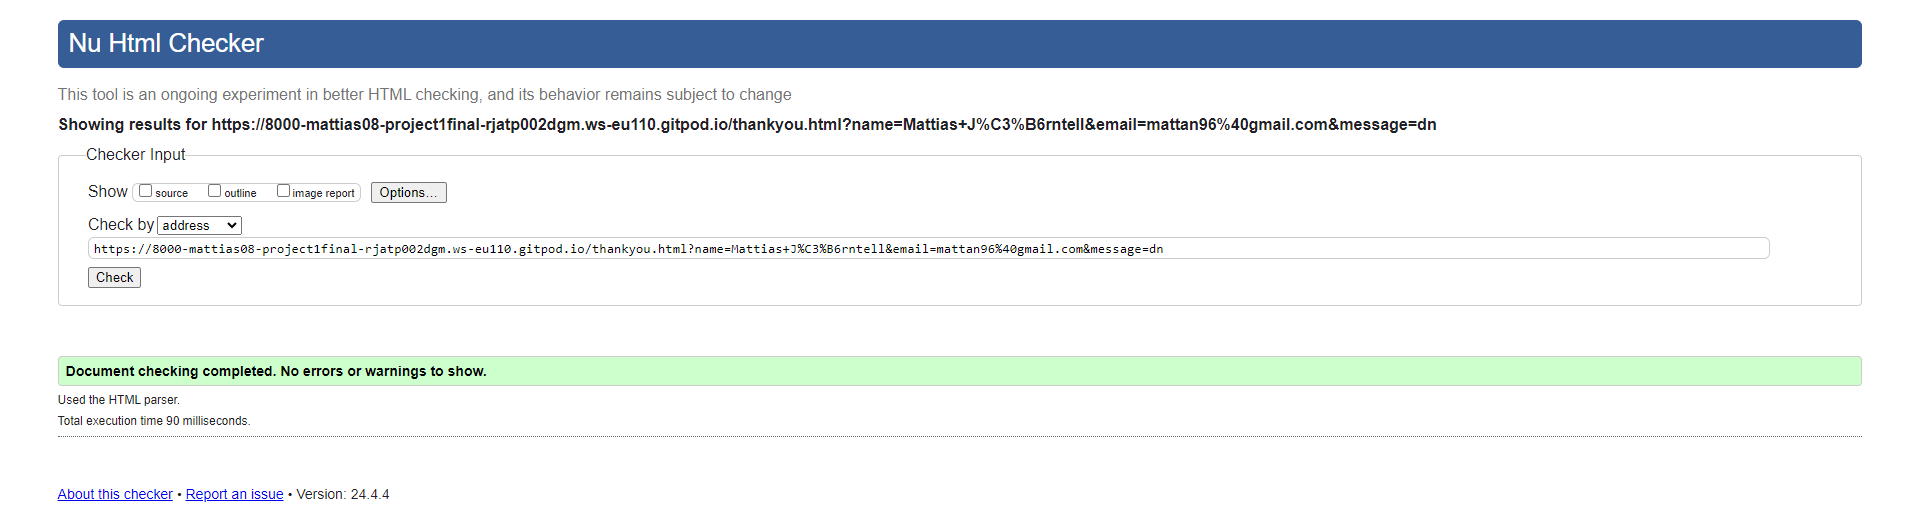 Nu Html Checker
This tool is an ongoing experiment in better HTML checking, and its behavior remains subject to change
Showing results for https://8000-mattias08-project1final-rjatp002dgm.ws-eu110.gitpod.io/thankyou.html?name=Mattias+J%C3%B6rntell&email=mattan96%40gmail.com&message=dn
Checker Input
Show source outline image report Options...
Check by address
https://8000-mattias08-project1final-rjatp002dgm.ws-eu110.gitpod.io/thankyou.html?name=Mattias+J%C3%B6rntell&email=mattan96%40gmail.com&message=dn
Check
Document checking completed. No errors or warnings to show.
Used the HTML parser.
Total execution time 90 milliseconds.
About this checker • Report an issue • Version: 24.4.4